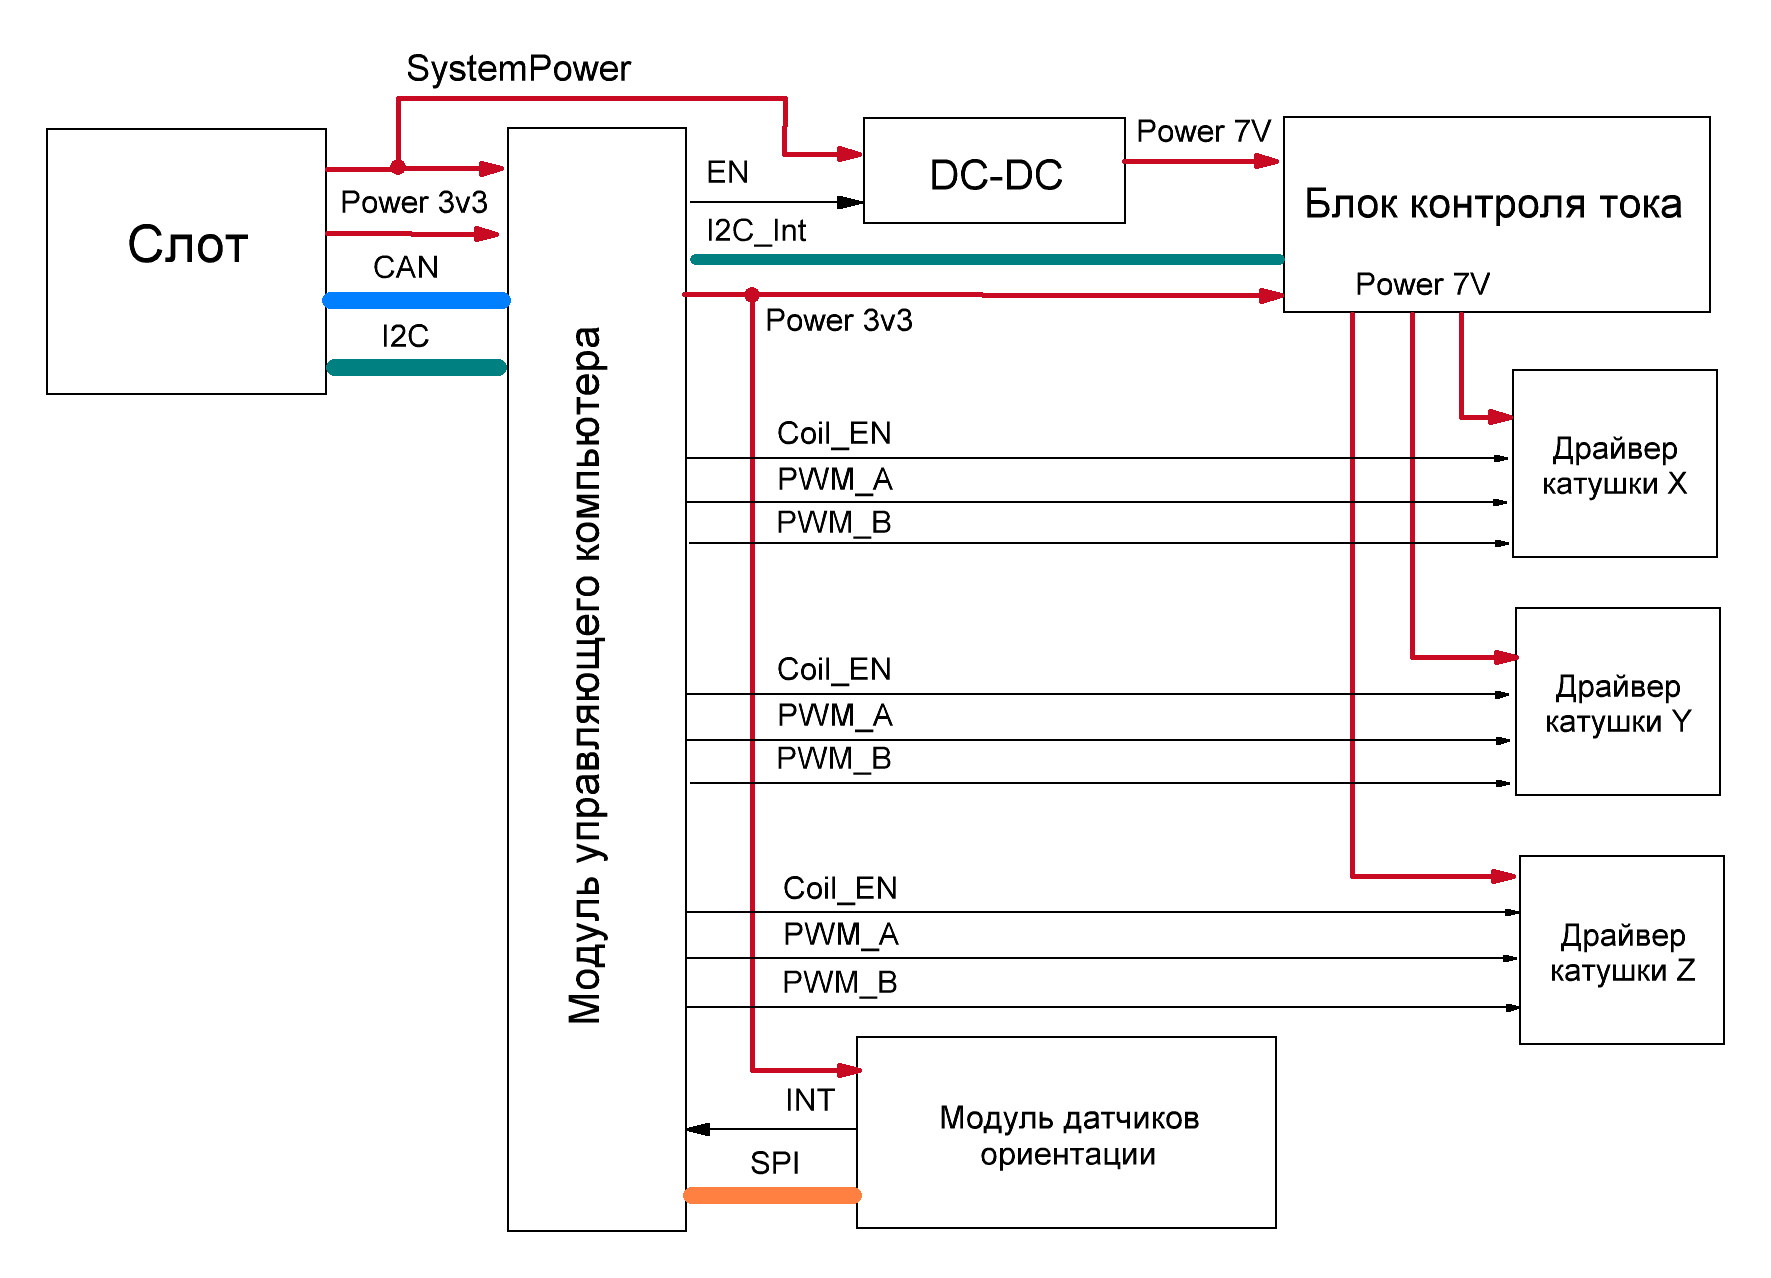 SystemPower
Power 3v3
Слот
CAN
I2C
Модуль управляющего компьютера
EN
DC-DC
Power 7V
I2C_Int
Блок контроля тока
Power 7V
Power 3v3
Coil_EN
PWM_A
PWM_B
Драйвер
катушки X
Coil_EN
PWM_A
PWM_B
Драйвер
катушки Y
Coil_EN
PWM_A
PWM_B
Драйвер
катушки Z
INT
SPI
Модуль датчиков
ориентации